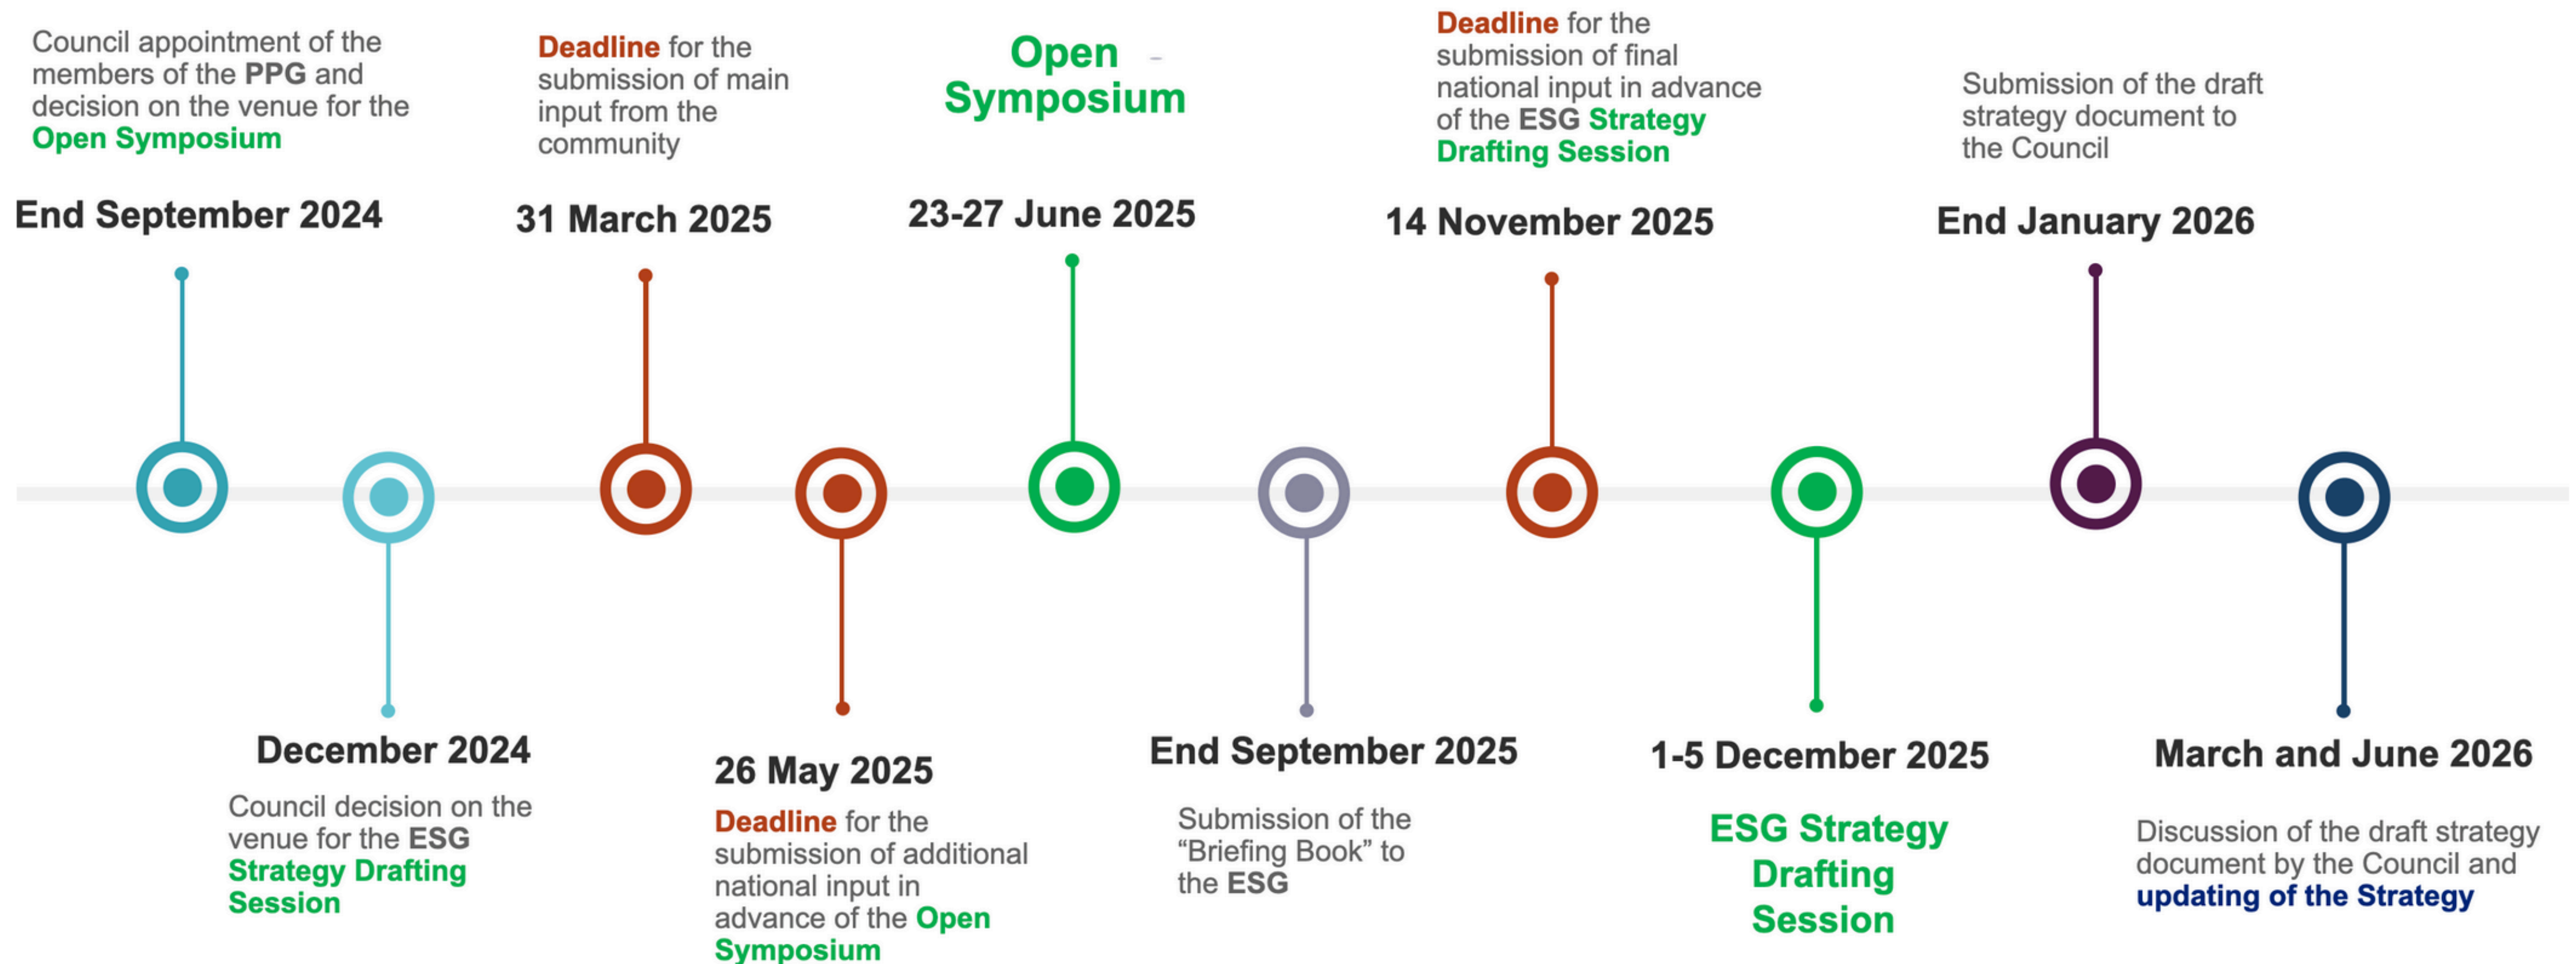 Council appointment of the
members of the PPG and
decision on the venue for the
Open Symposium
End September 2024
Deadline for the
submission of main
input from the
community
31 March 2025
Open
Symposium
23-27 June 2025
Deadline for the
submission of final
national input in advance
of the ESG Strategy
Drafting Session
14 November 2025
Submission of the draft
strategy document to
the Council
End January 2026
December 2024
Council decision on the
venue for the ESG
Strategy Drafting
Session
26 May 2025
Deadline for the
submission of additional
national input in
advance of the Open
Symposium
End September 2025
Submission of the
“Briefing Book” to
the ESG
1-5 December 2025
ESG Strategy
Drafting
Session
March and June 2026
Discussion of the draft strategy
document by the Council and
updating of the Strategy